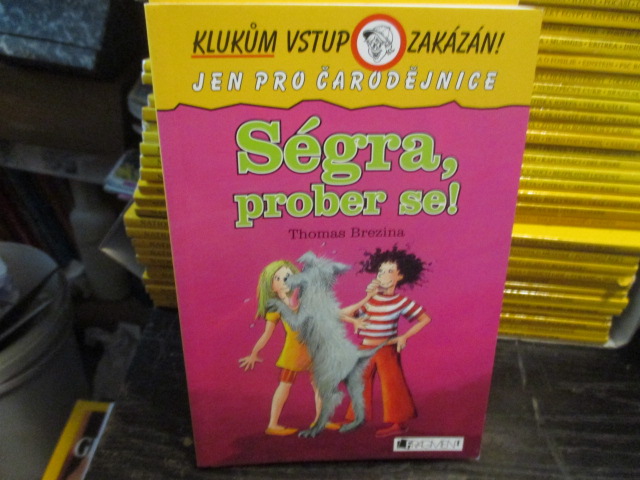 KLUKŮM VSTUP ZAKÁZÁN!
JEN PRO ČARODĚJNICE
Ségra,
prober se!
Thomas Brezina
FRAGMENT